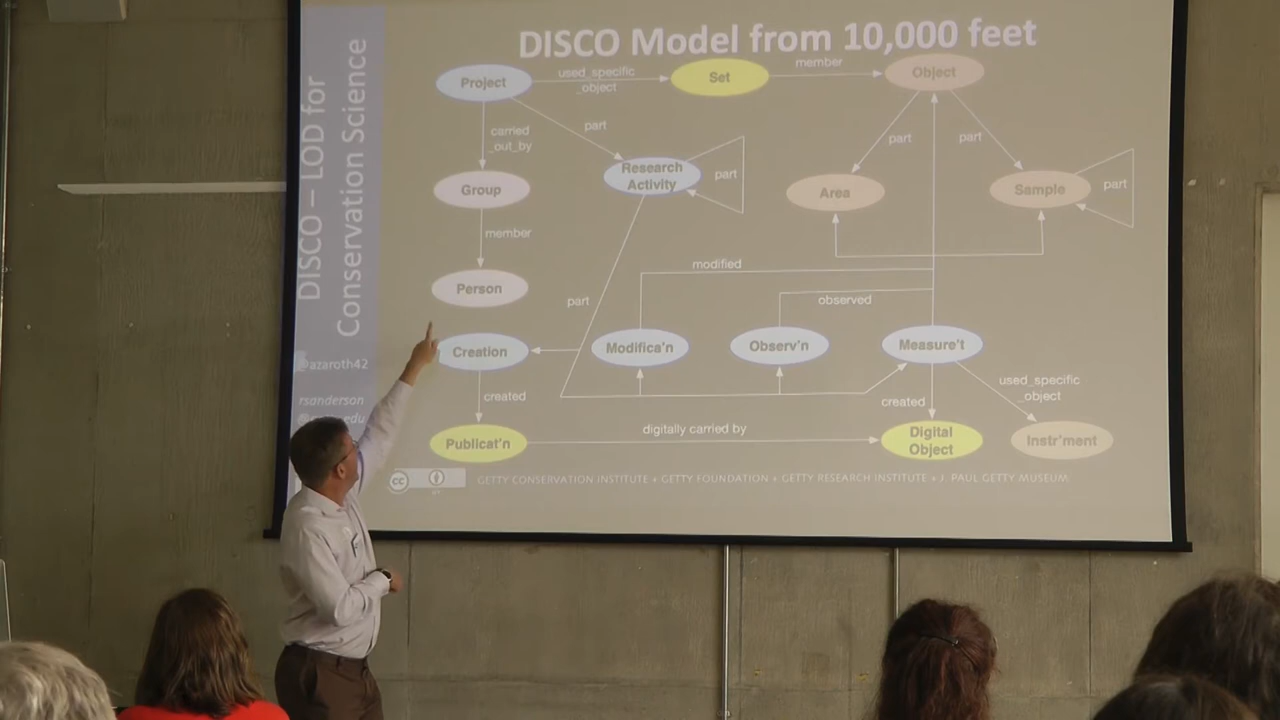 DISCO – LOD for
Conservation Science
@azaroth42
rsanderson
DISCO Model from 10,000 feet
Project
used_specific
_object
Set
member
Object
carried
_out_by
part
part
part
Group
Research
Activity
part
Area
Sample
part
member
Person
modified
observed
part
Creation
Modifica'n
Observ'n
Measure't
created
created
used_specific
_object
Publicat'n
digitally carried by
Digital
Object
Instr'ment
cc
GETTY CONSERVATION INSTITUTE + GETTY FOUNDATION + GETTY RESEARCH INSTITUTE + J. PAUL GETTY MUSEUM